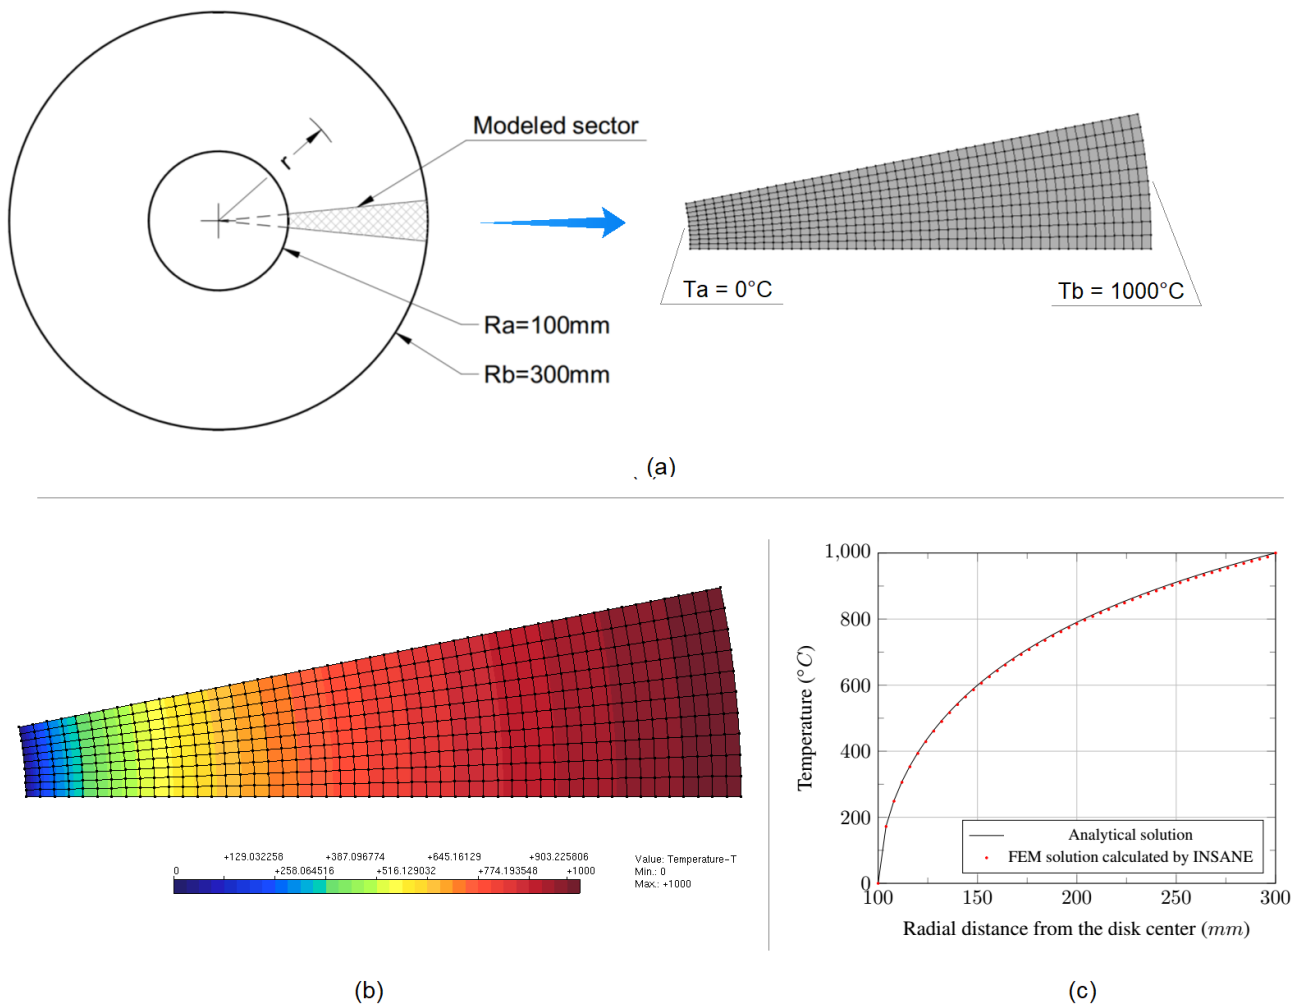 r
Modeled sector
Ra=100mm
Rb=300mm
Ta = 0°C
Tb = 1000°C
(a)
0
+129.032258
+258.064516
+387.096774
+516.129032
+645.16129
+774.193548
+903.225806
+1000
Value: Temperature-T
Min.: 0
Max.: +1000
(b)
1,000
800
600
400
200
0
Temperature (°C)
100
150
200
250
300
Radial distance from the disk center (mm)
Analytical solution
FEM solution calculated by INSANE
(c)